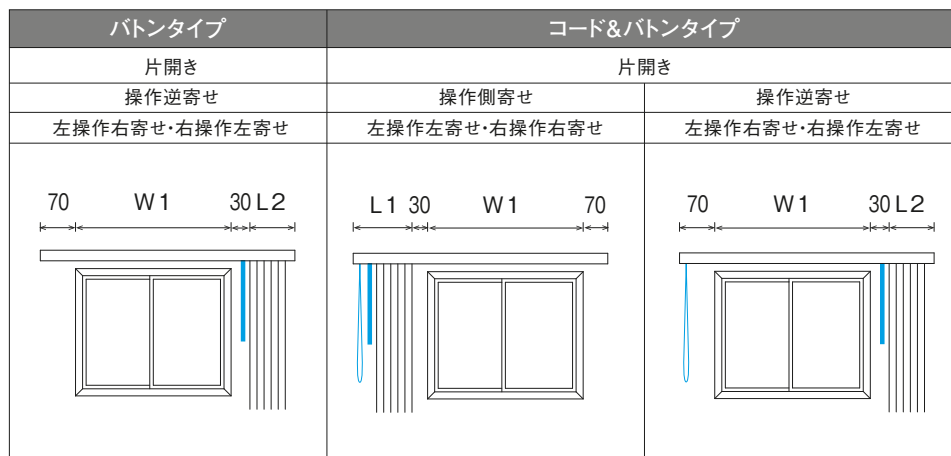 バトンタイプ
コード&バトンタイプ
片開き
片開き
操作逆寄せ
操作側寄せ
操作逆寄せ
左操作右寄せ・右操作左寄せ
左操作左寄せ・右操作右寄せ
左操作右寄せ・右操作左寄せ
70 W1 30 L2
L1 30 W1 70
70 W1 30 L2